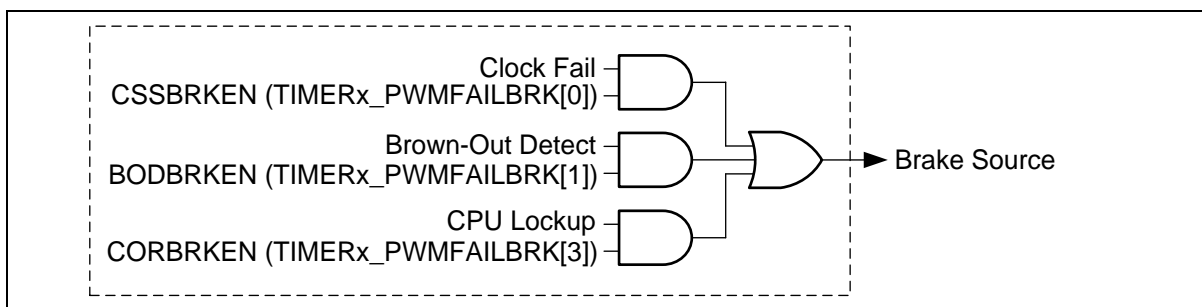 Clock Fail
CSSBRKEN (TIMERx_PWMFAILBRK[0])
Brown-Out Detect
BODBRKEN (TIMERx_PWMFAILBRK[1])
Brake Source
CPU Lockup
CORBRKEN (TIMERx_PWMFAILBRK[3])